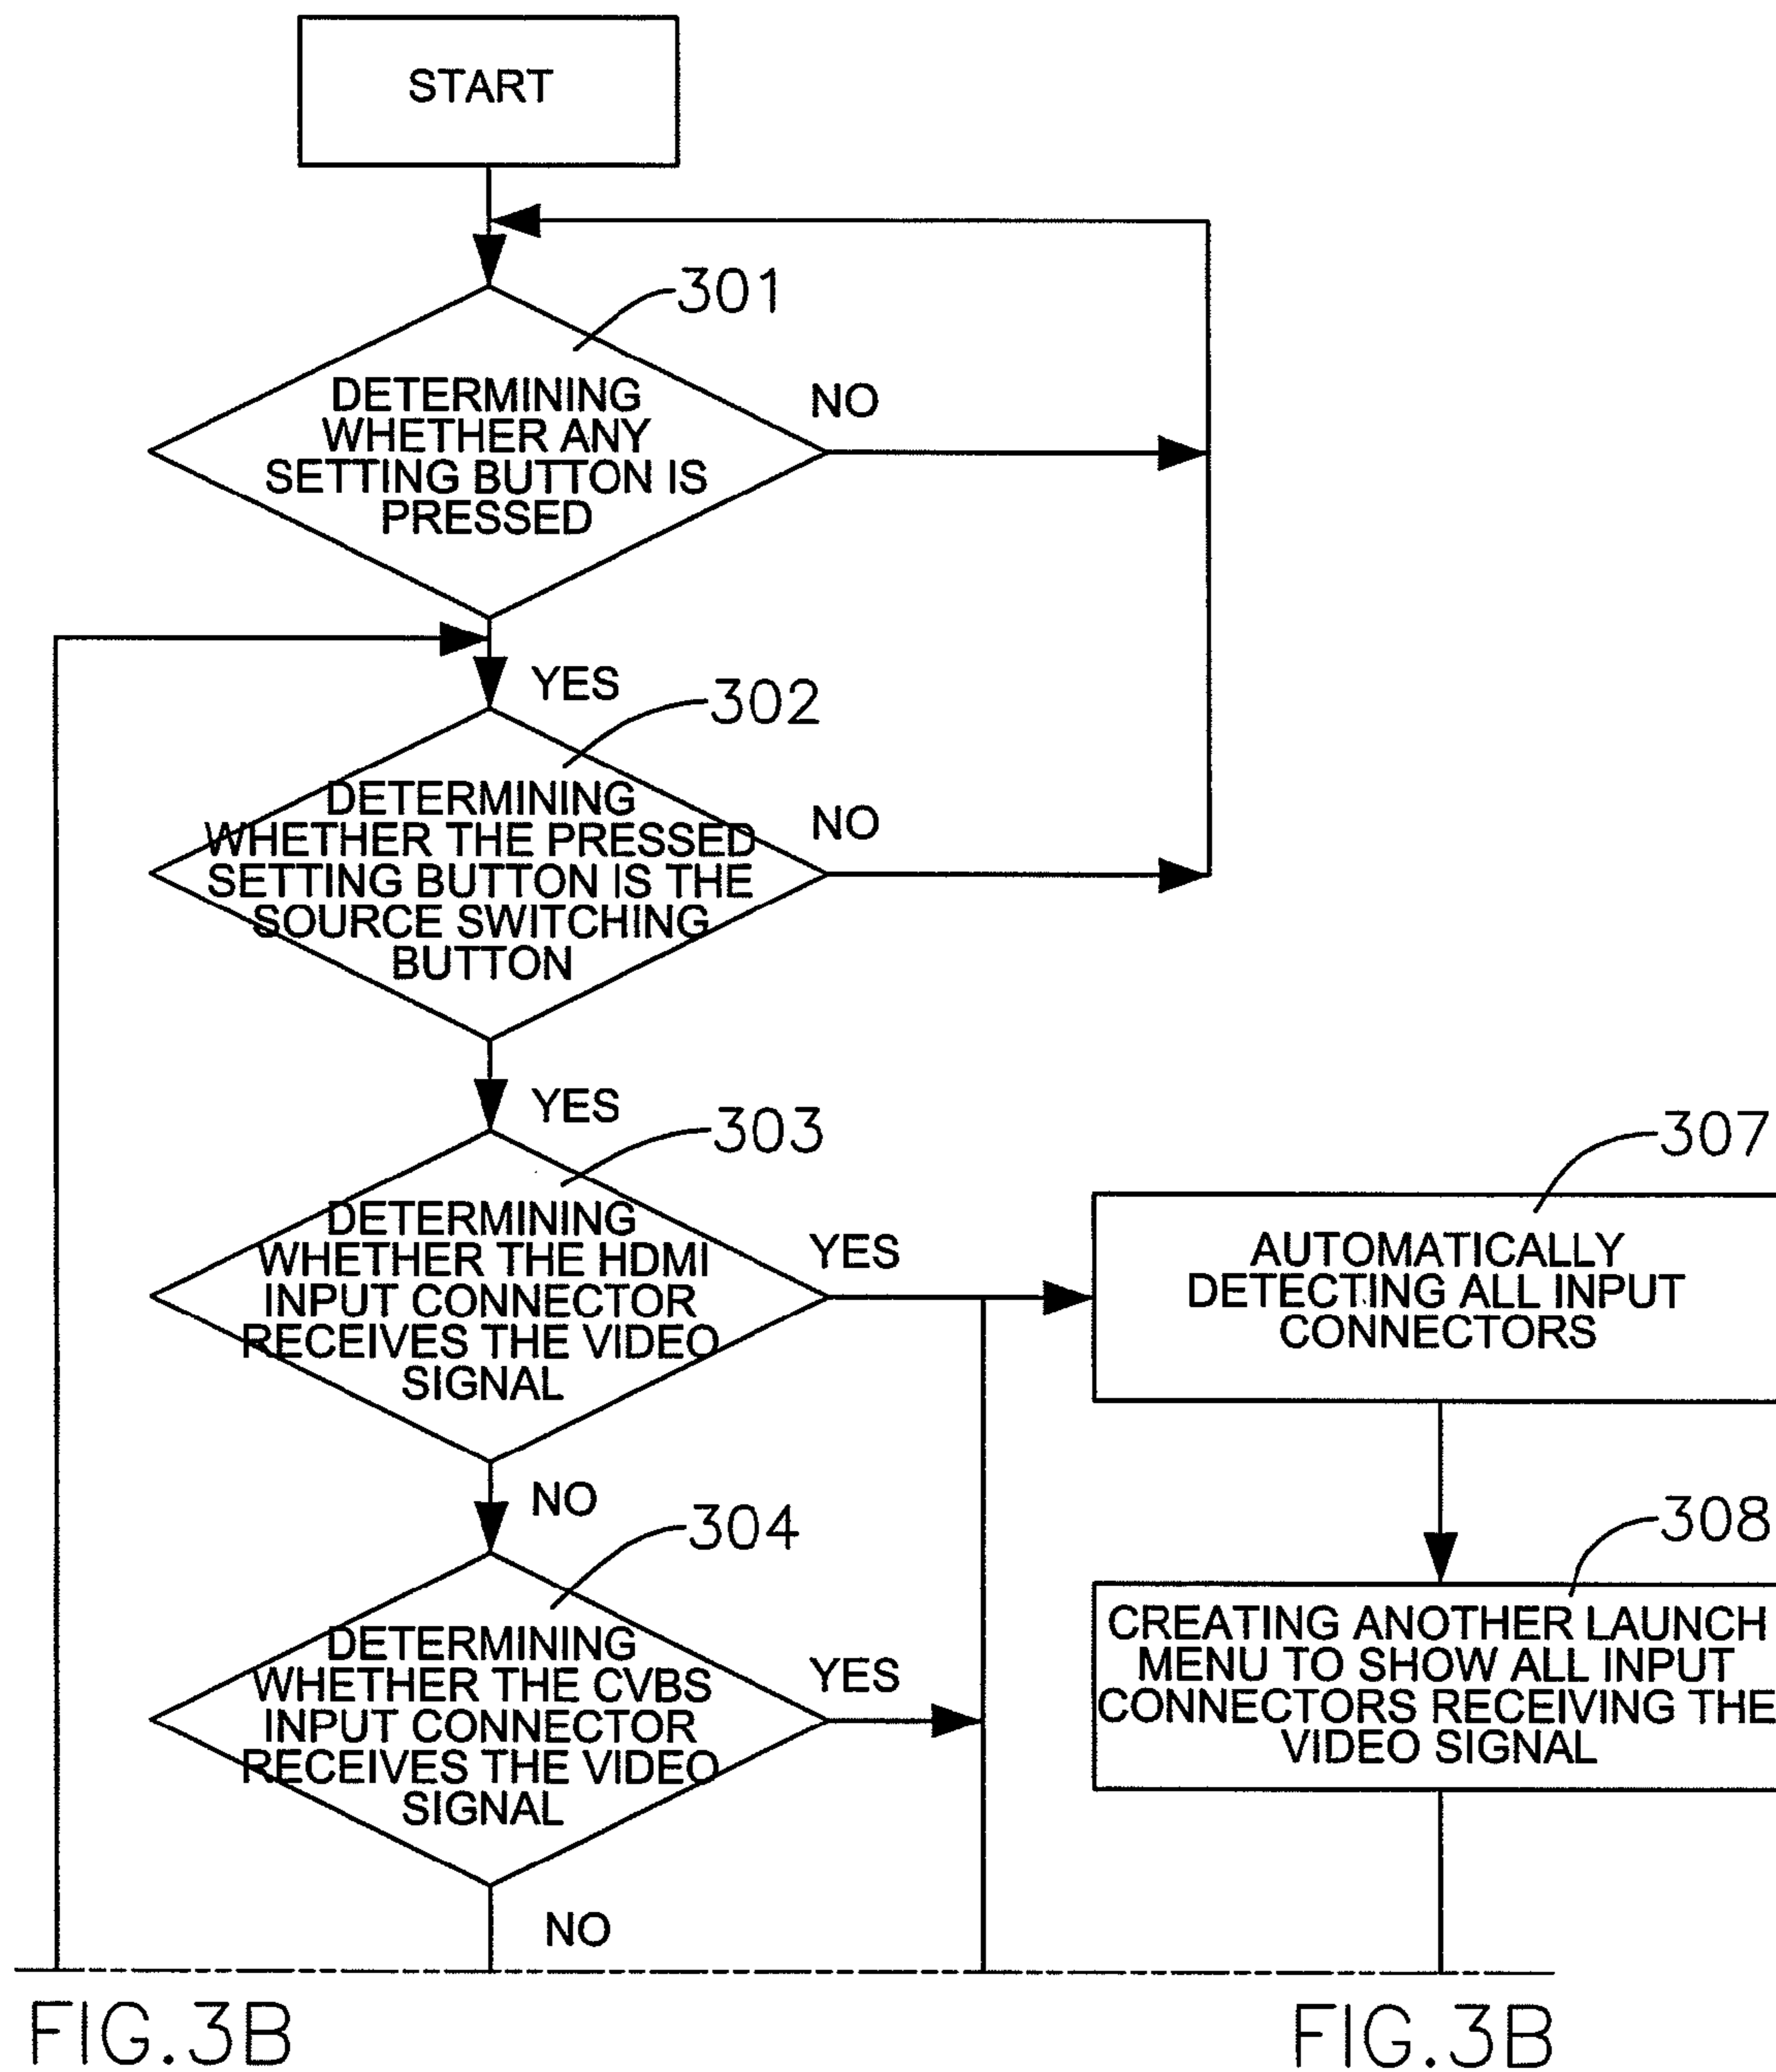 START
301
DETERMINING
WHETHER ANY
SETTING BUTTON IS
PRESSED
NO
YES
302
DETERMINING
WHETHER THE PRESSED
SETTING BUTTON IS THE
SOURCE SWITCHING
BUTTON
NO
YES
303
DETERMINING
WHETHER THE HDMI
INPUT CONNECTOR
RECEIVES THE VIDEO
SIGNAL
YES
307
AUTOMATICALLY
DETECTING ALL INPUT
CONNECTORS
NO
304
DETERMINING
WHETHER THE CVBS
INPUT CONNECTOR
RECEIVES THE VIDEO
SIGNAL
YES
308
CREATING ANOTHER LAUNCH
MENU TO SHOW ALL INPUT
CONNECTORS RECEIVING THE
VIDEO SIGNAL
NO
FIG.3B
FIG.3B